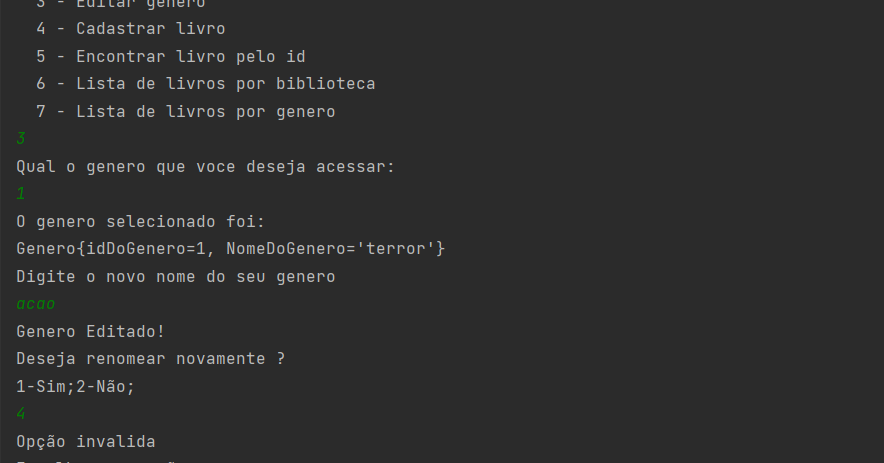 3 - Editar genero
4 - Cadastrar livro
5 - Encontrar livro pelo id
6 - Lista de livros por biblioteca
7 - Lista de livros por genero
3
Qual o genero que voce deseja acessar:
1
O genero selecionado foi:
Genero{idDoGenero=1, NomeDoGenero='terror'}
Digite o novo nome do seu genero
acao
Genero Editado!
Deseja renomear novamente ?
1-Sim;2-Não;
4
Opção invalida